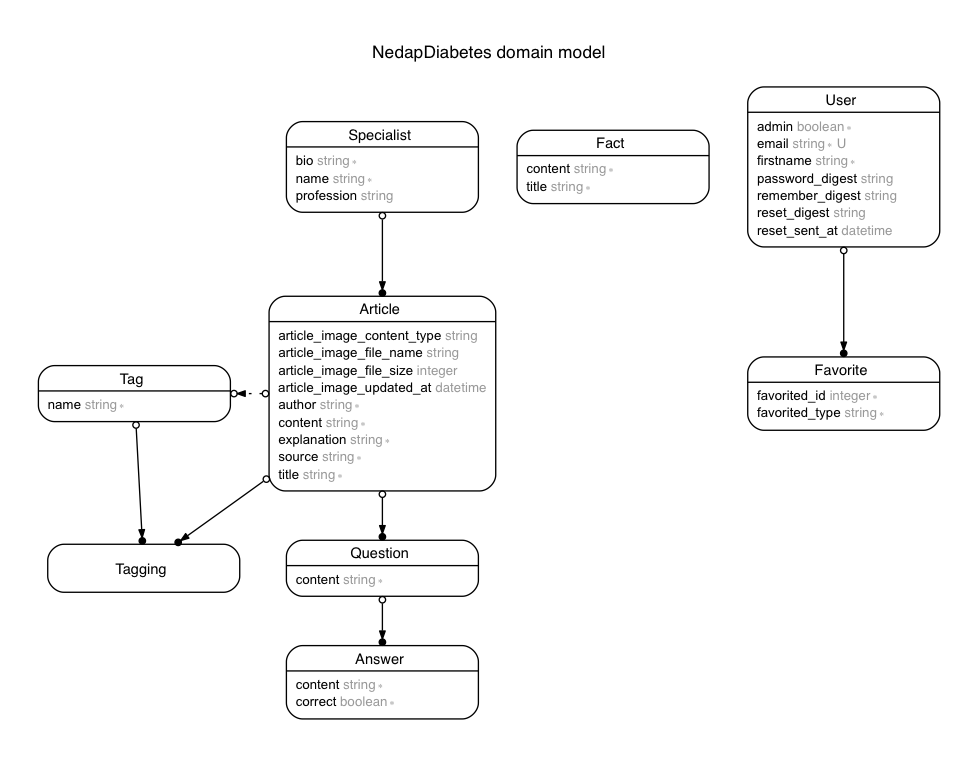 NedapDiabetes domain model
Specialist
bio string *
name string *
profession string
Fact
content string *
title string *
User
admin boolean *
email string * U
firstname string *
password_digest string
remember_digest string
reset_digest string
reset_sent_at datetime
Article
article_image_content_type string
article_image_file_name string
article_image_file_size integer
article_image_updated_at datetime
author string *
content string *
explanation string *
source string *
title string *
Tag
name string *
Favorite
favorited_id integer *
favorited_type string *
Tagging
Question
content string *
Answer
content string *
correct boolean *